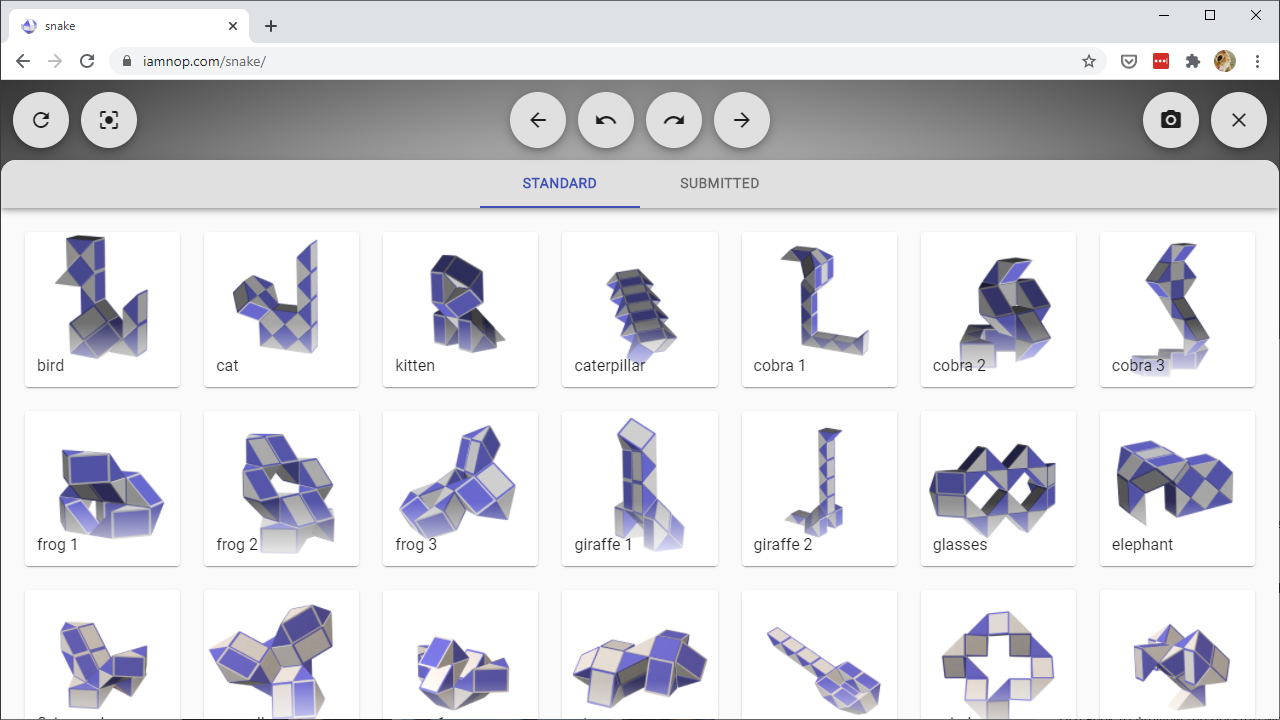 snake
iamnop.com/snake/
STANDARD SUBMITTED
bird cat kitten caterpillar cobra 1 cobra 2 cobra 3
frog 1 frog 2 frog 3 giraffe 1 giraffe 2 glasses elephant